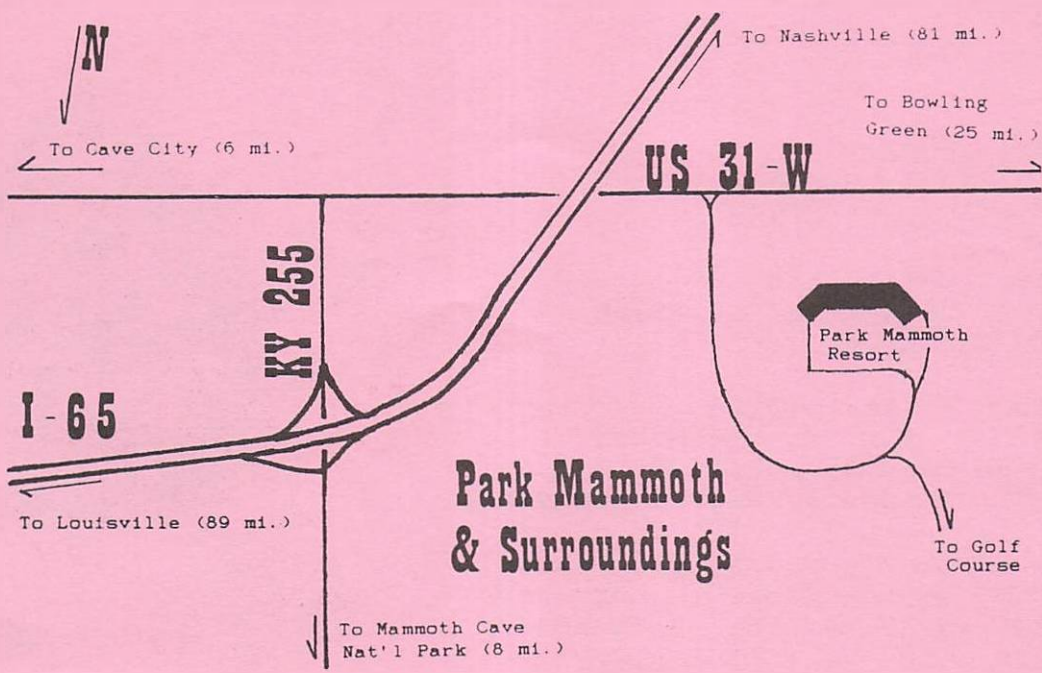 N
To Nashville (81 mi.)
To Bowling
Green (25 mi.)
To Cave City (6 mi.)
US 31-W
KY 255
Park Mammoth
Resort
I-65
Park Mammoth
& Surroundings
To Louisville (89 mi.)
To Golf
Course
To Mammoth Cave
Nat'l Park (8 mi.)